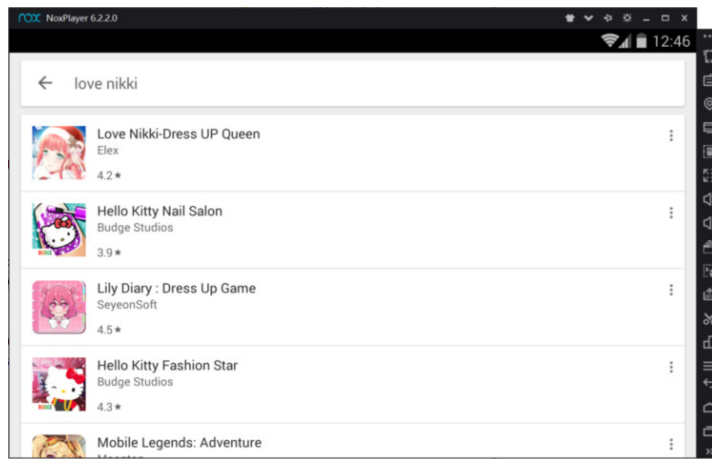 nox NoxPlayer 6.2.2.0
12:46
love nikki
Love Nikki-Dress UP Queen
Elex
4.2★
Hello Kitty Nail Salon
Budge Studios
3.9★
Lily Diary : Dress Up Game
SeyeonSoft
4.5★
Hello Kitty Fashion Star
Budge Studios
4.3★
Mobile Legends: Adventure